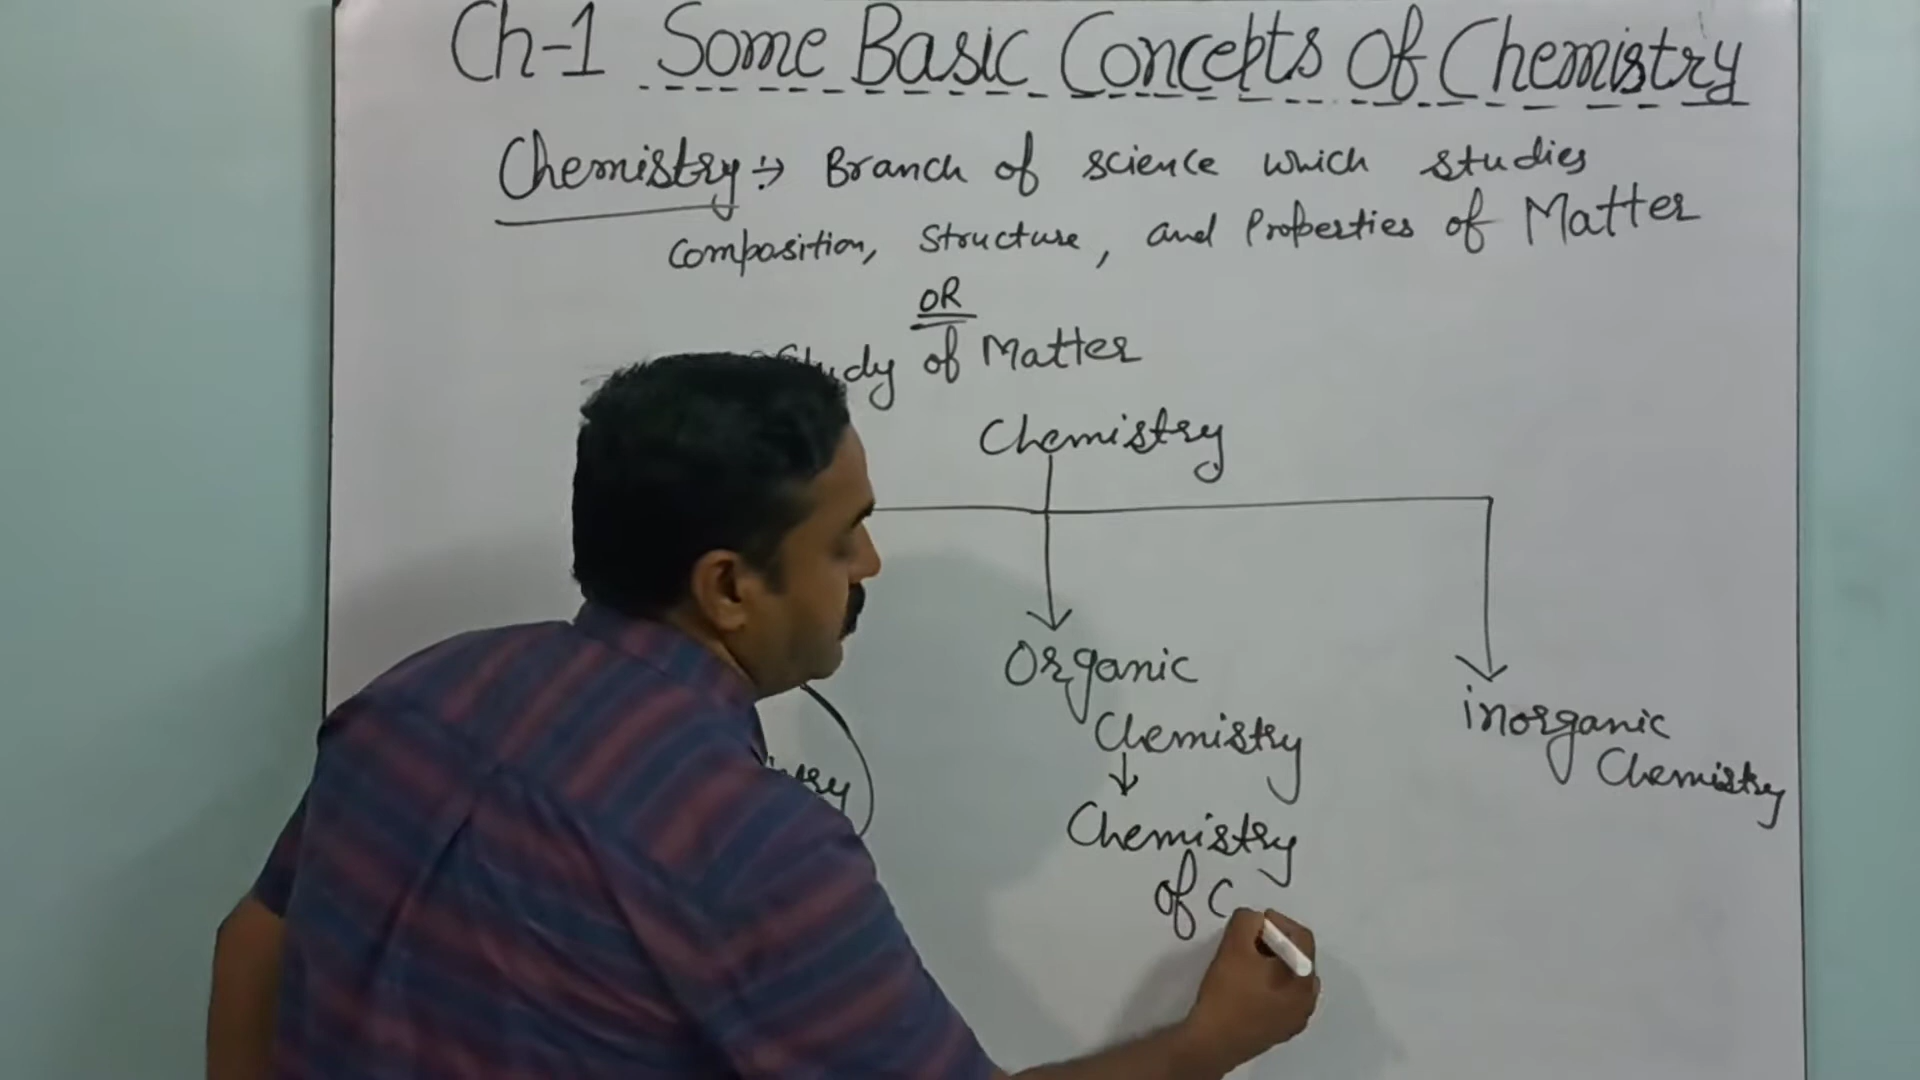 Ch-1 Some Basic Concepts Of Chemistry
Chemistry :→ Branch of science which studies
Composition, Structure, and Properties of Matter
OR
Study of Matter
Chemistry
Organic
Chemistry
inorganic
Chemistry
Chemistry
of C